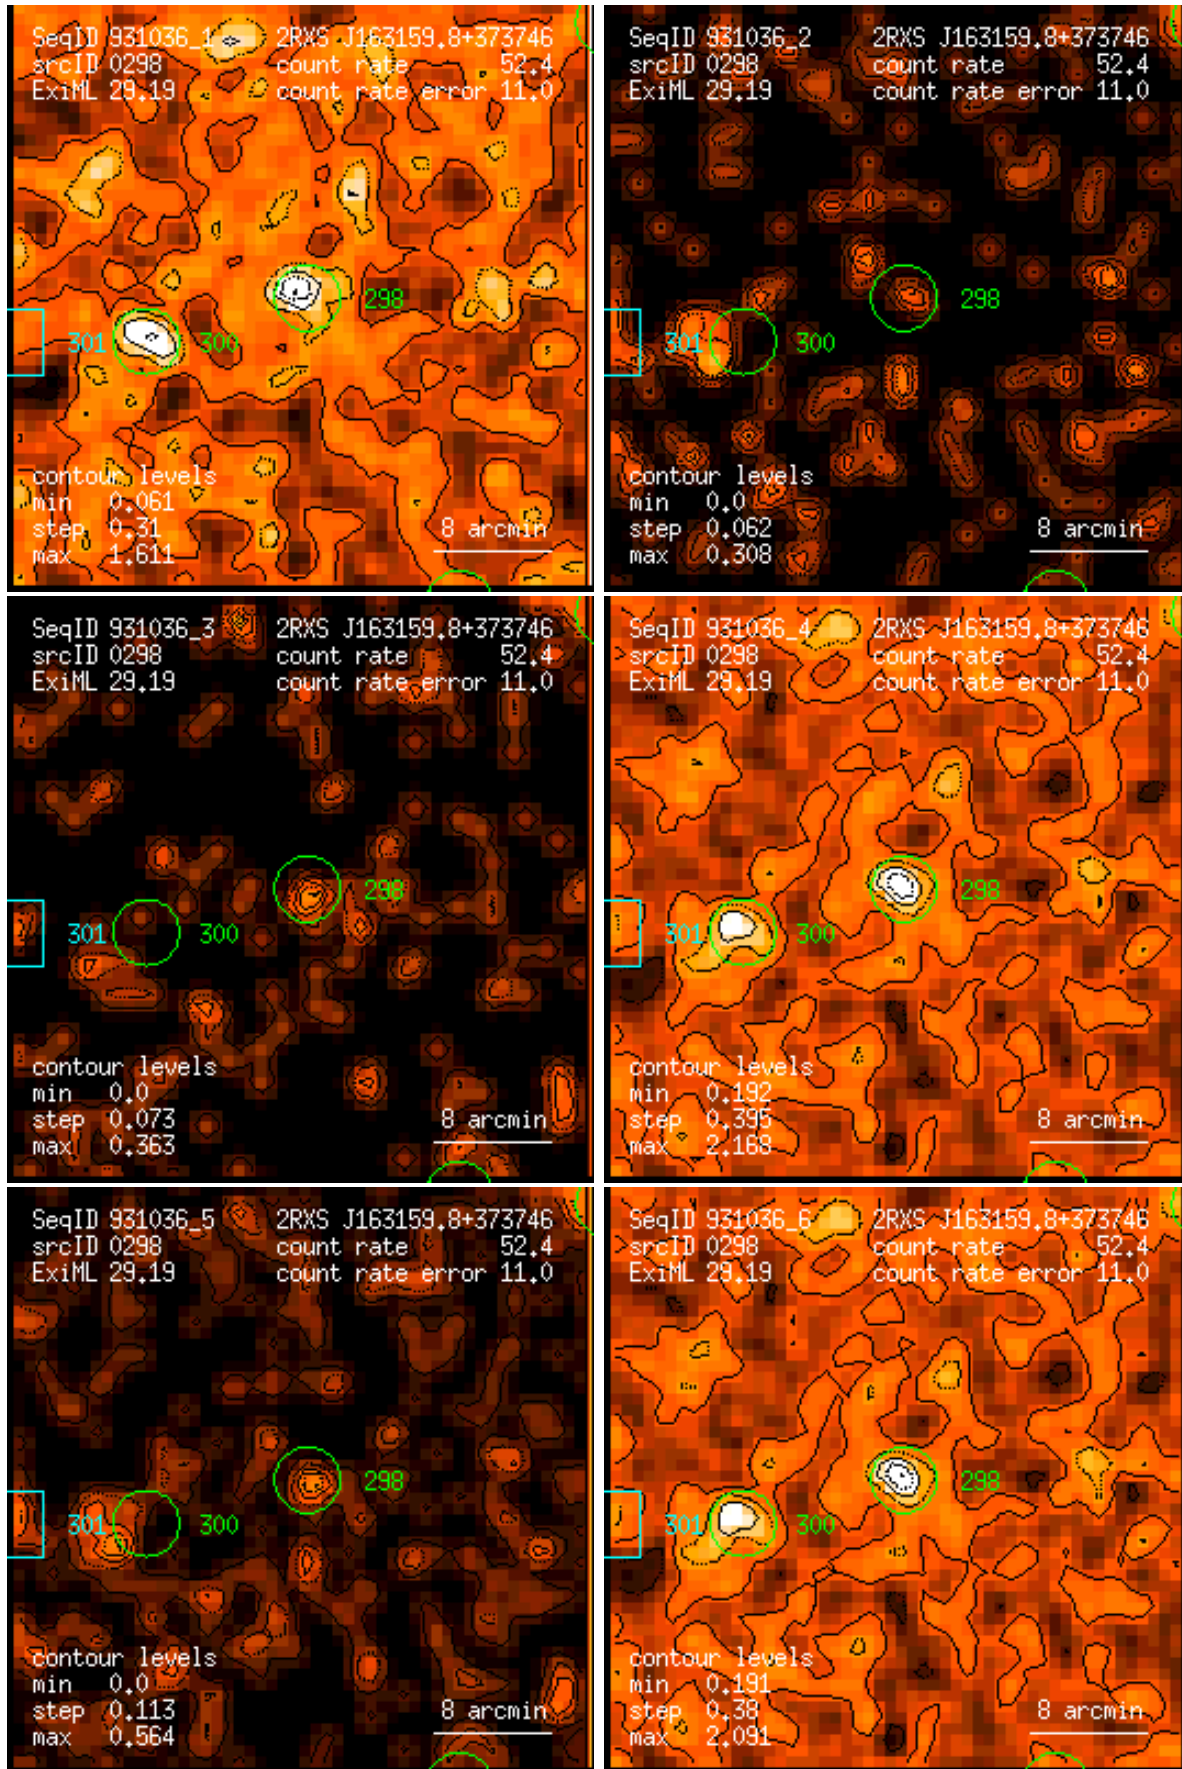 SeqID 931036_1 2RXS J163159.8+373746
srcID 0298 count rate 52.4
ExiML 29.19 count rate error 11.0
298
301 300
contour levels
min 0.061
step 0.31 8 arcmin
max 1.611
SeqID 931036_2 2RXS J163159.8+373746
srcID 0298 count rate 52.4
ExiML 29.19 count rate error 11.0
298
301 300
contour levels
min 0.0
step 0.062 8 arcmin
max 0.308
SeqID 931036_3 2RXS J163159.8+373746
srcID 0298 count rate 52.4
ExiML 29.19 count rate error 11.0
298
301 300
contour levels
min 0.0
step 0.073 8 arcmin
max 0.363
SeqID 931036_4 2RXS J163159.8+373746
srcID 0298 count rate 52.4
ExiML 29.19 count rate error 11.0
298
301 300
contour levels
min 0.192
step 0.395 8 arcmin
max 2.168
SeqID 931036_5 2RXS J163159.8+373746
srcID 0298 count rate 52.4
ExiML 29.19 count rate error 11.0
298
301 300
contour levels
min 0.0
step 0.113 8 arcmin
max 0.564
SeqID 931036_6 2RXS J163159.8+373746
srcID 0298 count rate 52.4
ExiML 29.19 count rate error 11.0
298
301 300
contour levels
min 0.191
step 0.38 8 arcmin
max 2.091